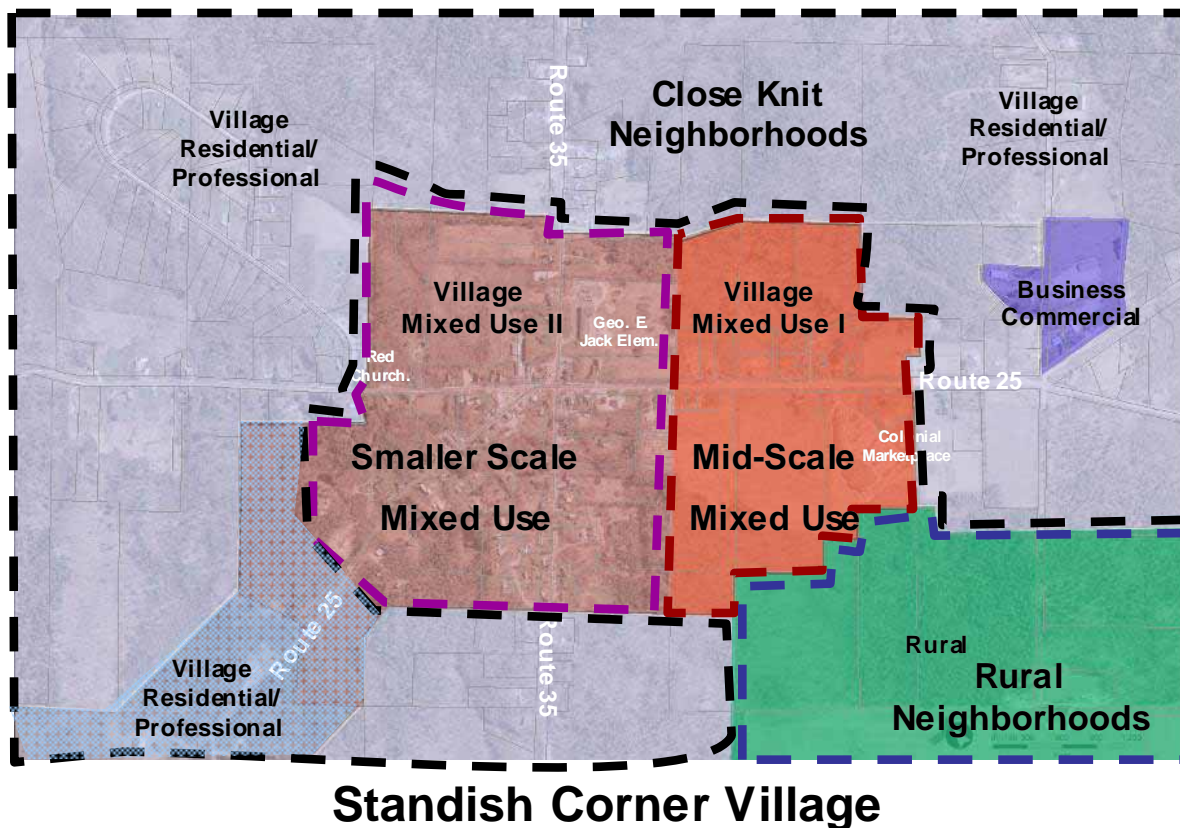 Route 35
Close Knit
Neighborhoods
Village
Residential/
Professional
Village
Residential/
Professional
Village
Mixed Use II
Geo. E.
Jack Elem.
Village
Mixed Use I
Business
Commercial
Red
Church.
Route 25
Smaller Scale
Mixed Use
Mid-Scale
Mixed Use
Colonial
Marketplace
Route 25
Route 35
Village
Residential/
Professional
Rural
Rural
Neighborhoods
Standish Corner Village